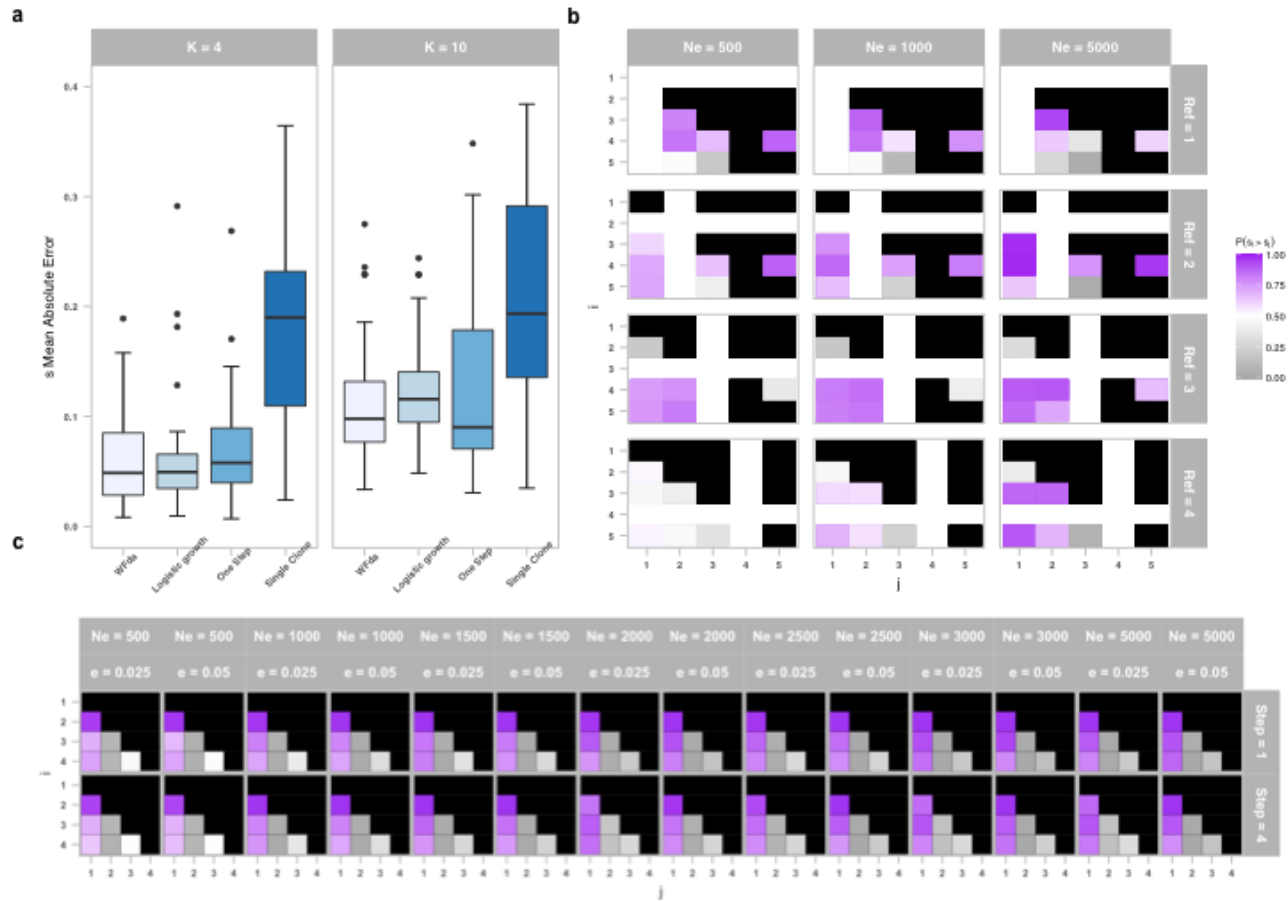 a
K = 4
K = 10
s Mean Absolute Error
0.4
0.3
0.2
0.1
0.0
WFda
Logistic growth
One Step
Single Clone
WFda
Logistic growth
One Step
Single Clone
b
Ne = 500
Ne = 1000
Ne = 5000
i
1
2
3
4
5
Ref = 1
1
2
3
4
5
Ref = 2
1
2
3
4
5
Ref = 3
1
2
3
4
5
Ref = 4
1 2 3 4 5
1 2 3 4 5
1 2 3 4 5
j
P(si > sj)
1.00
0.75
0.50
0.25
0.00
c
Ne = 500 Ne = 500 Ne = 1000 Ne = 1000 Ne = 1500 Ne = 1500 Ne = 2000 Ne = 2000 Ne = 2500 Ne = 2500 Ne = 3000 Ne = 3000 Ne = 5000 Ne = 5000
e = 0.025 e = 0.05 e = 0.025 e = 0.05 e = 0.025 e = 0.05 e = 0.025 e = 0.05 e = 0.025 e = 0.05 e = 0.025 e = 0.05 e = 0.025 e = 0.05
i
1
2
3
4
Step = 1
1
2
3
4
Step = 4
1 2 3 4 1 2 3 4 1 2 3 4 1 2 3 4 1 2 3 4 1 2 3 4 1 2 3 4 1 2 3 4 1 2 3 4 1 2 3 4 1 2 3 4 1 2 3 4 1 2 3 4 1 2 3 4
j